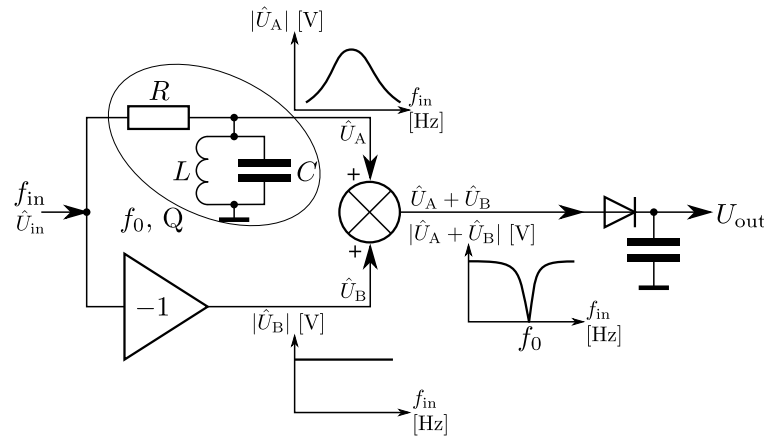 |Û_A| [V]
R
f_in
[Hz]
Û_A
L
C
+
f_in
Û_in
f_0, Q
Û_A + Û_B
U_out
|Û_A + Û_B| [V]
+
−1
Û_B
|Û_B| [V]
f_in
[Hz]
f_0
f_in
[Hz]